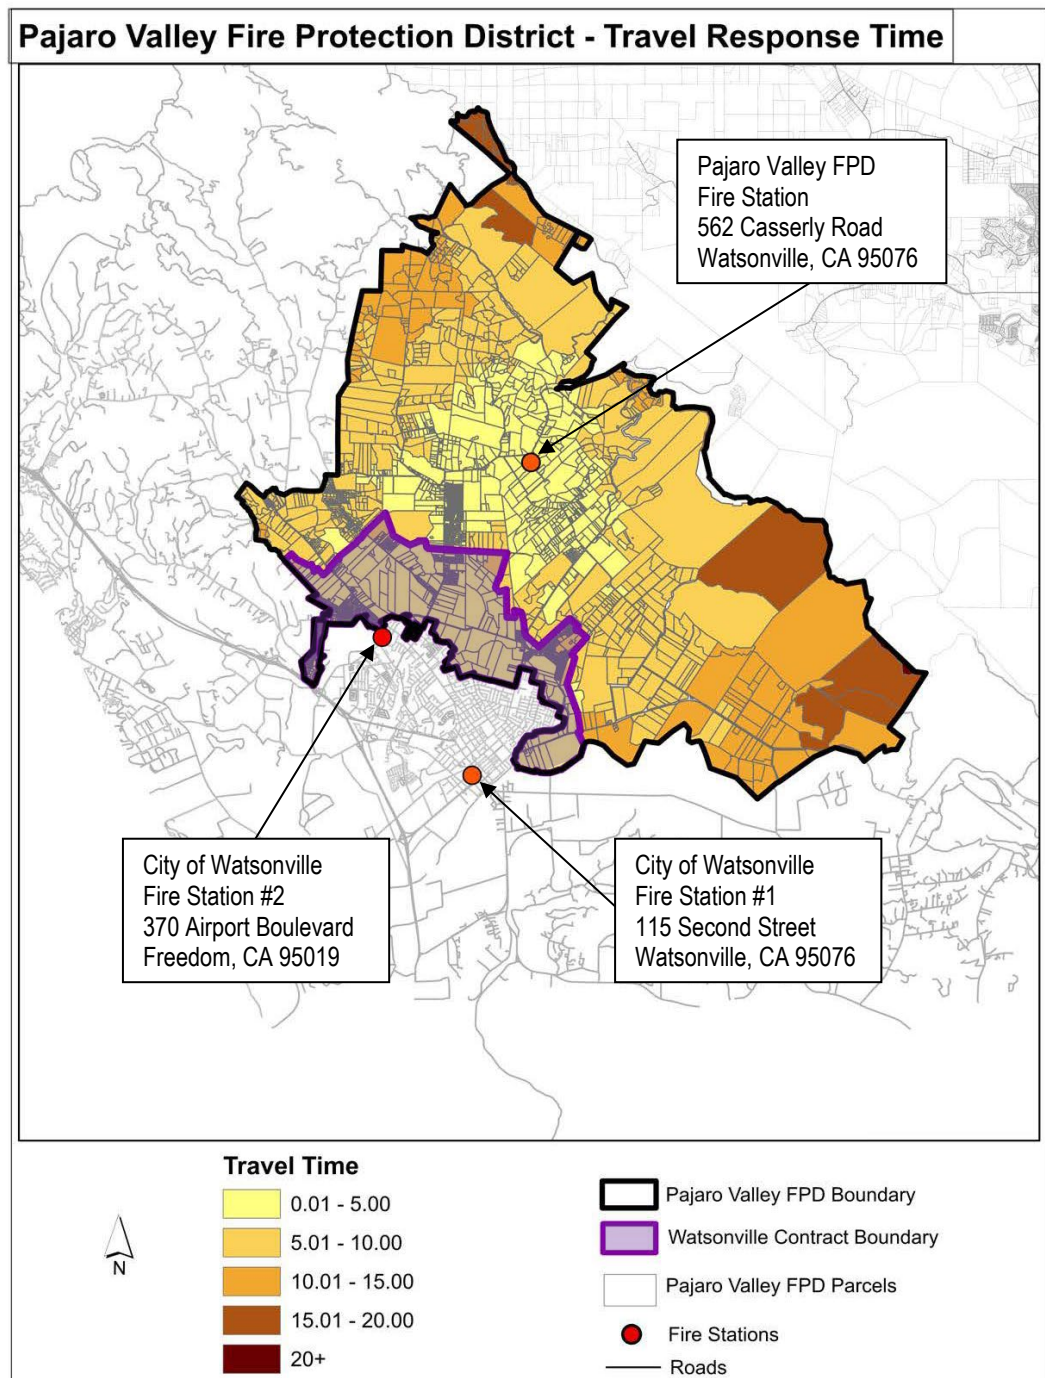 Pajaro Valley Fire Protection District - Travel Response Time
Pajaro Valley FPD
Fire Station
562 Casserly Road
Watsonville, CA 95076
City of Watsonville
Fire Station #2
370 Airport Boulevard
Freedom, CA 95019
City of Watsonville
Fire Station #1
115 Second Street
Watsonville, CA 95076
N
Travel Time
0.01 - 5.00
5.01 - 10.00
10.01 - 15.00
15.01 - 20.00
20+
Pajaro Valley FPD Boundary
Watsonville Contract Boundary
Pajaro Valley FPD Parcels
Fire Stations
Roads